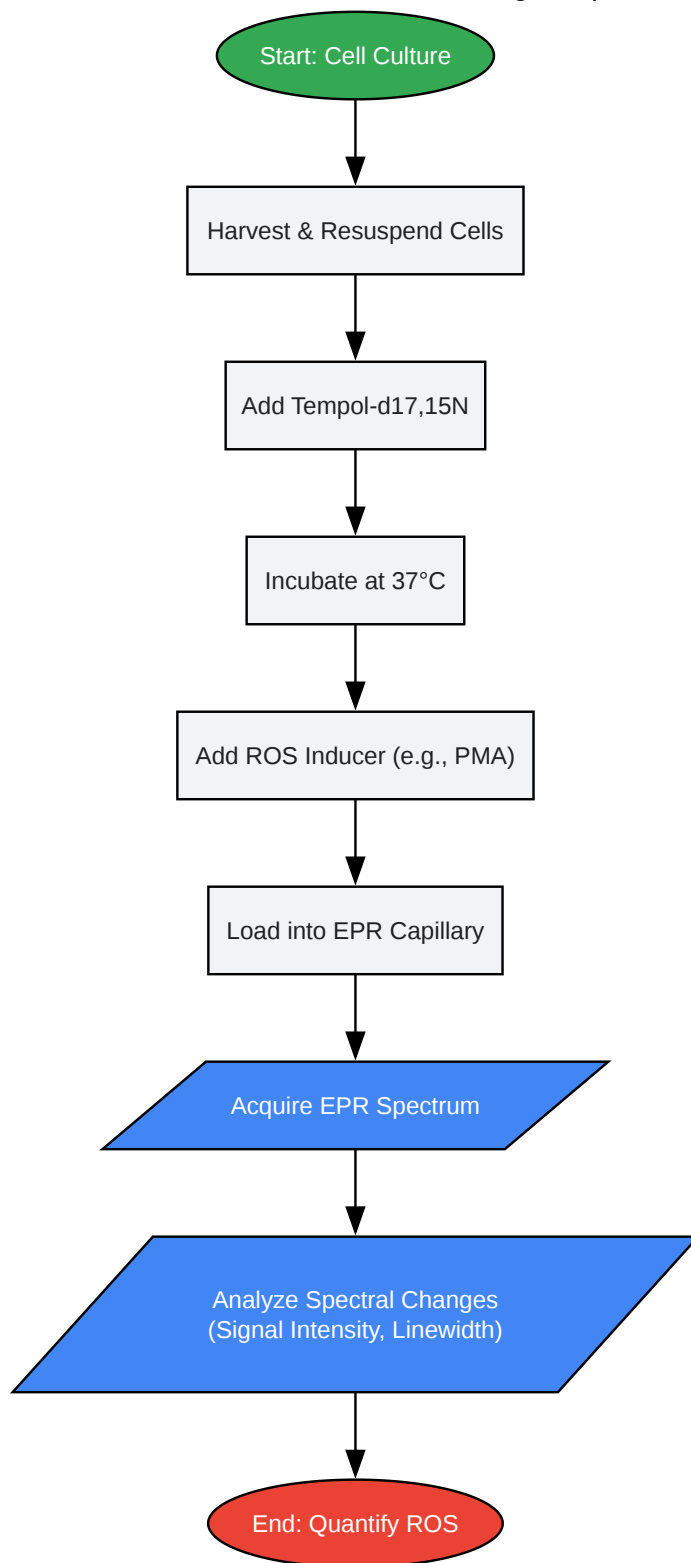 Start: Cell Culture
Harvest & Resuspend Cells
Add Tempol-d17,15N
Incubate at 37°C
Add ROS Inducer (e.g., PMA)
Load into EPR Capillary
Acquire EPR Spectrum
Analyze Spectral Changes
(Signal Intensity, Linewidth)
End: Quantify ROS